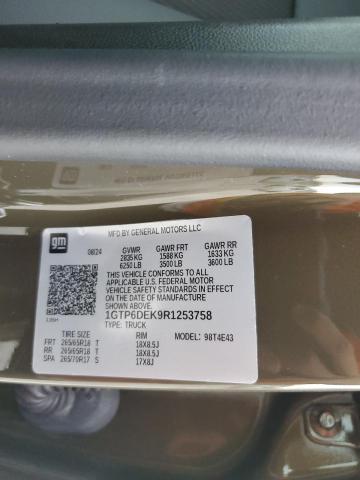 gm
MFD BY GENERAL MOTORS LLC
08/24 GVWR GAWR FRT GAWR RR
2835 KG 1588 KG 1633 KG
6250 LB 3500 LB 3600 LB
THIS VEHICLE CONFORMS TO ALL
APPLICABLE U.S. FEDERAL MOTOR
VEHICLE SAFETY STANDARDS IN EFFECT ON
THE DATE OF MANUFACTURE SHOWN ABOVE.
1GTP6DEK9R1253758
TYPE: TRUCK
RIM 98T4E43
FRT 265/65R18 T 18X8.5J
RR 265/65R18 T 18X8.5J
SPA 265/70R17 S 17X8J